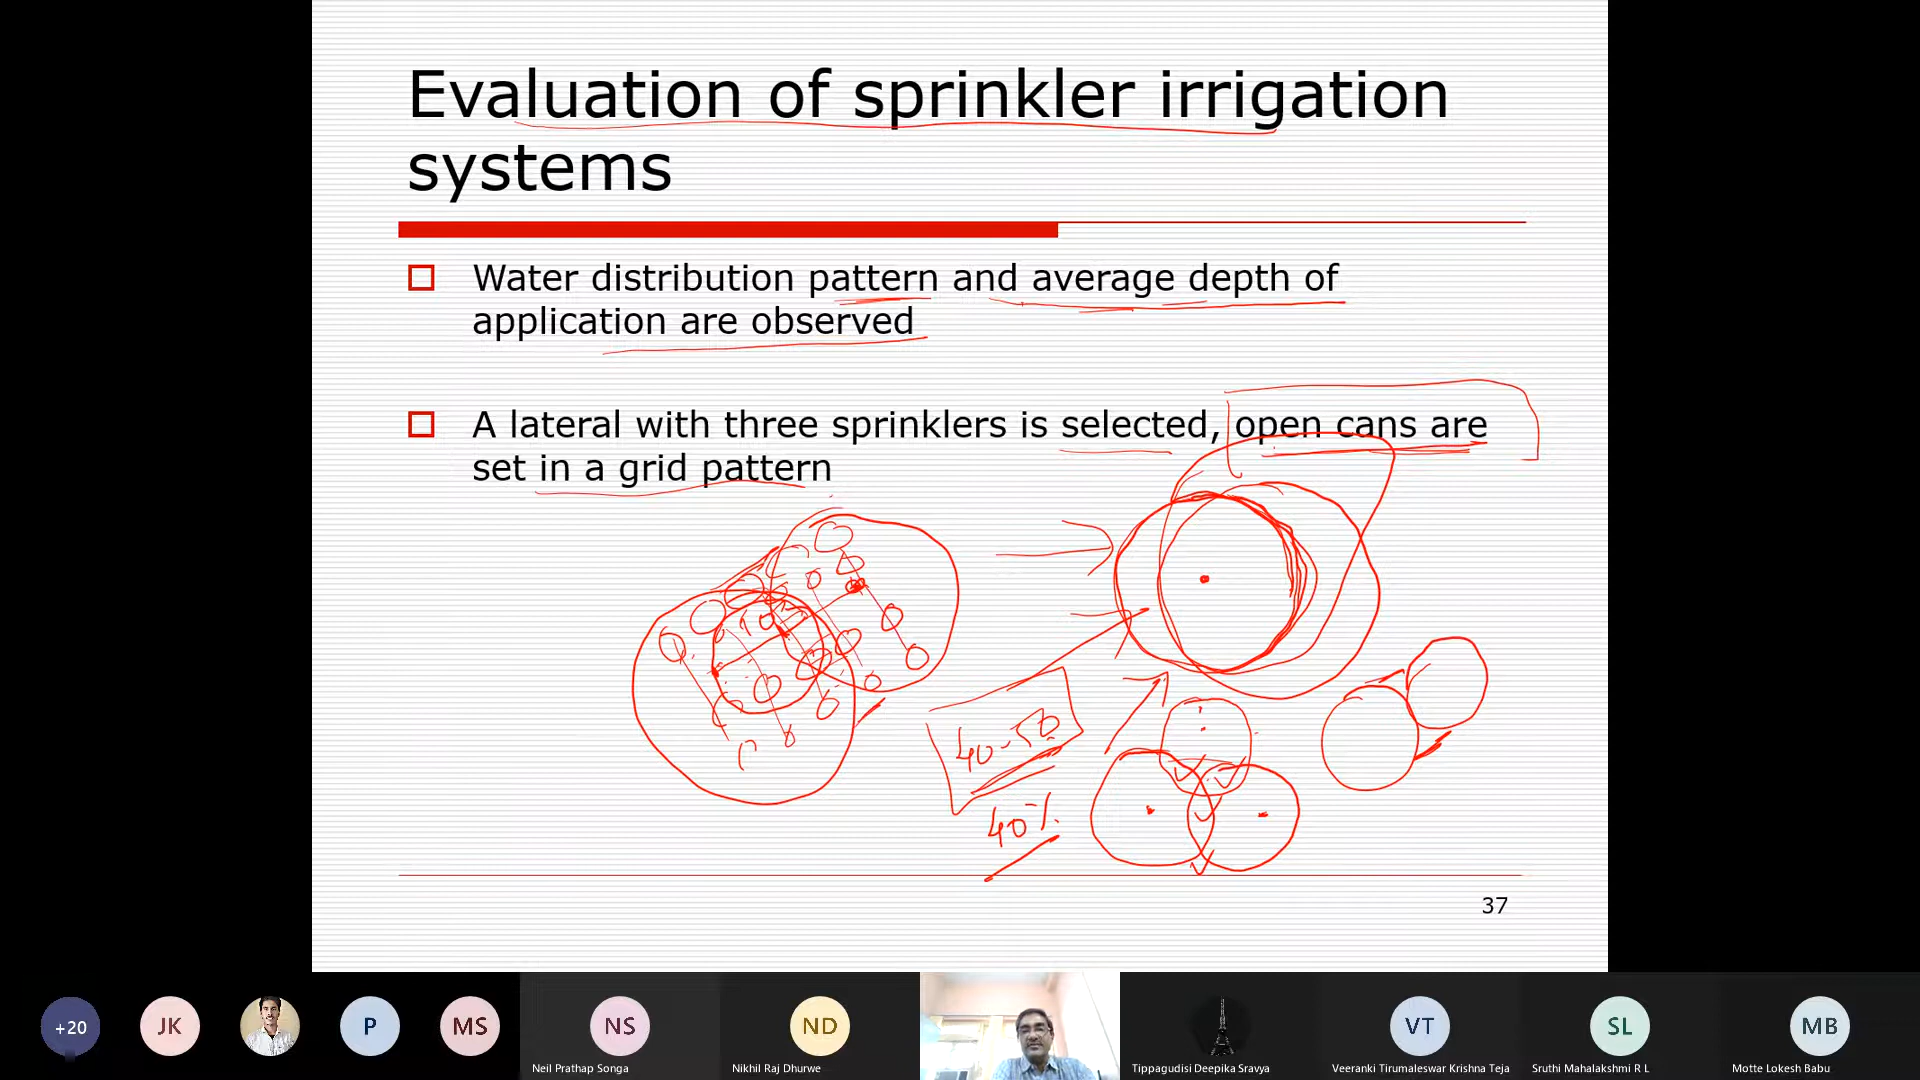 Evaluation of sprinkler irrigation
systems
Water distribution pattern and average depth of
application are observed
A lateral with three sprinklers is selected, open cans are
set in a grid pattern
40-50
40%
37
+20
JK
P
MS
NS
ND
VT
SL
MB
Neil Prathap Songa
Nikhil Raj Dhurwe
Tippagudisi Deepika Sravya
Veeranki Tirumaleswar Krishna Teja
Sruthi Mahalakshmi R L
Motte Lokesh Babu